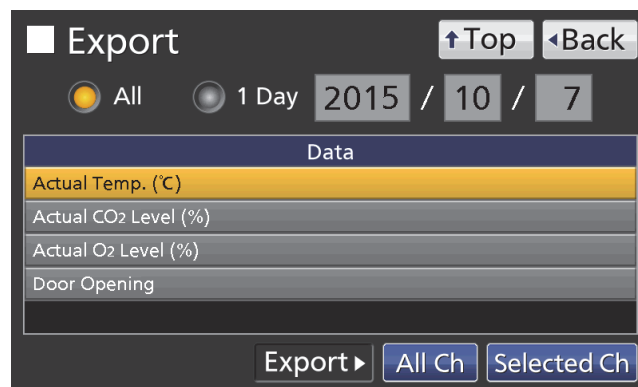 Export
↑Top
◂Back
All
1 Day
2015 / 10 / 7
Data
Actual Temp. (℃)
Actual CO2 Level (%)
Actual O2 Level (%)
Door Opening
Export▸
All Ch
Selected Ch